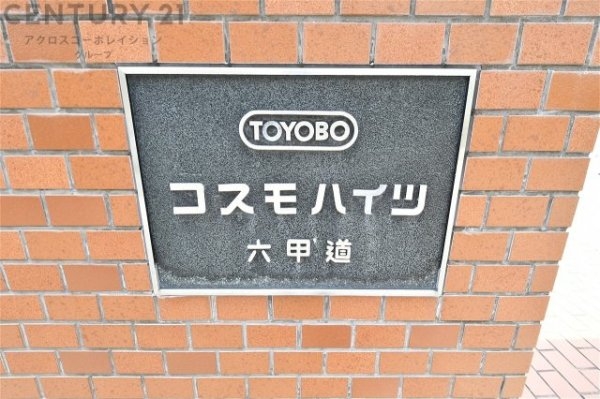 CENTURY 21
アクロスコーポレイション
グループ
TOYOBO
コスモハイツ
六甲道